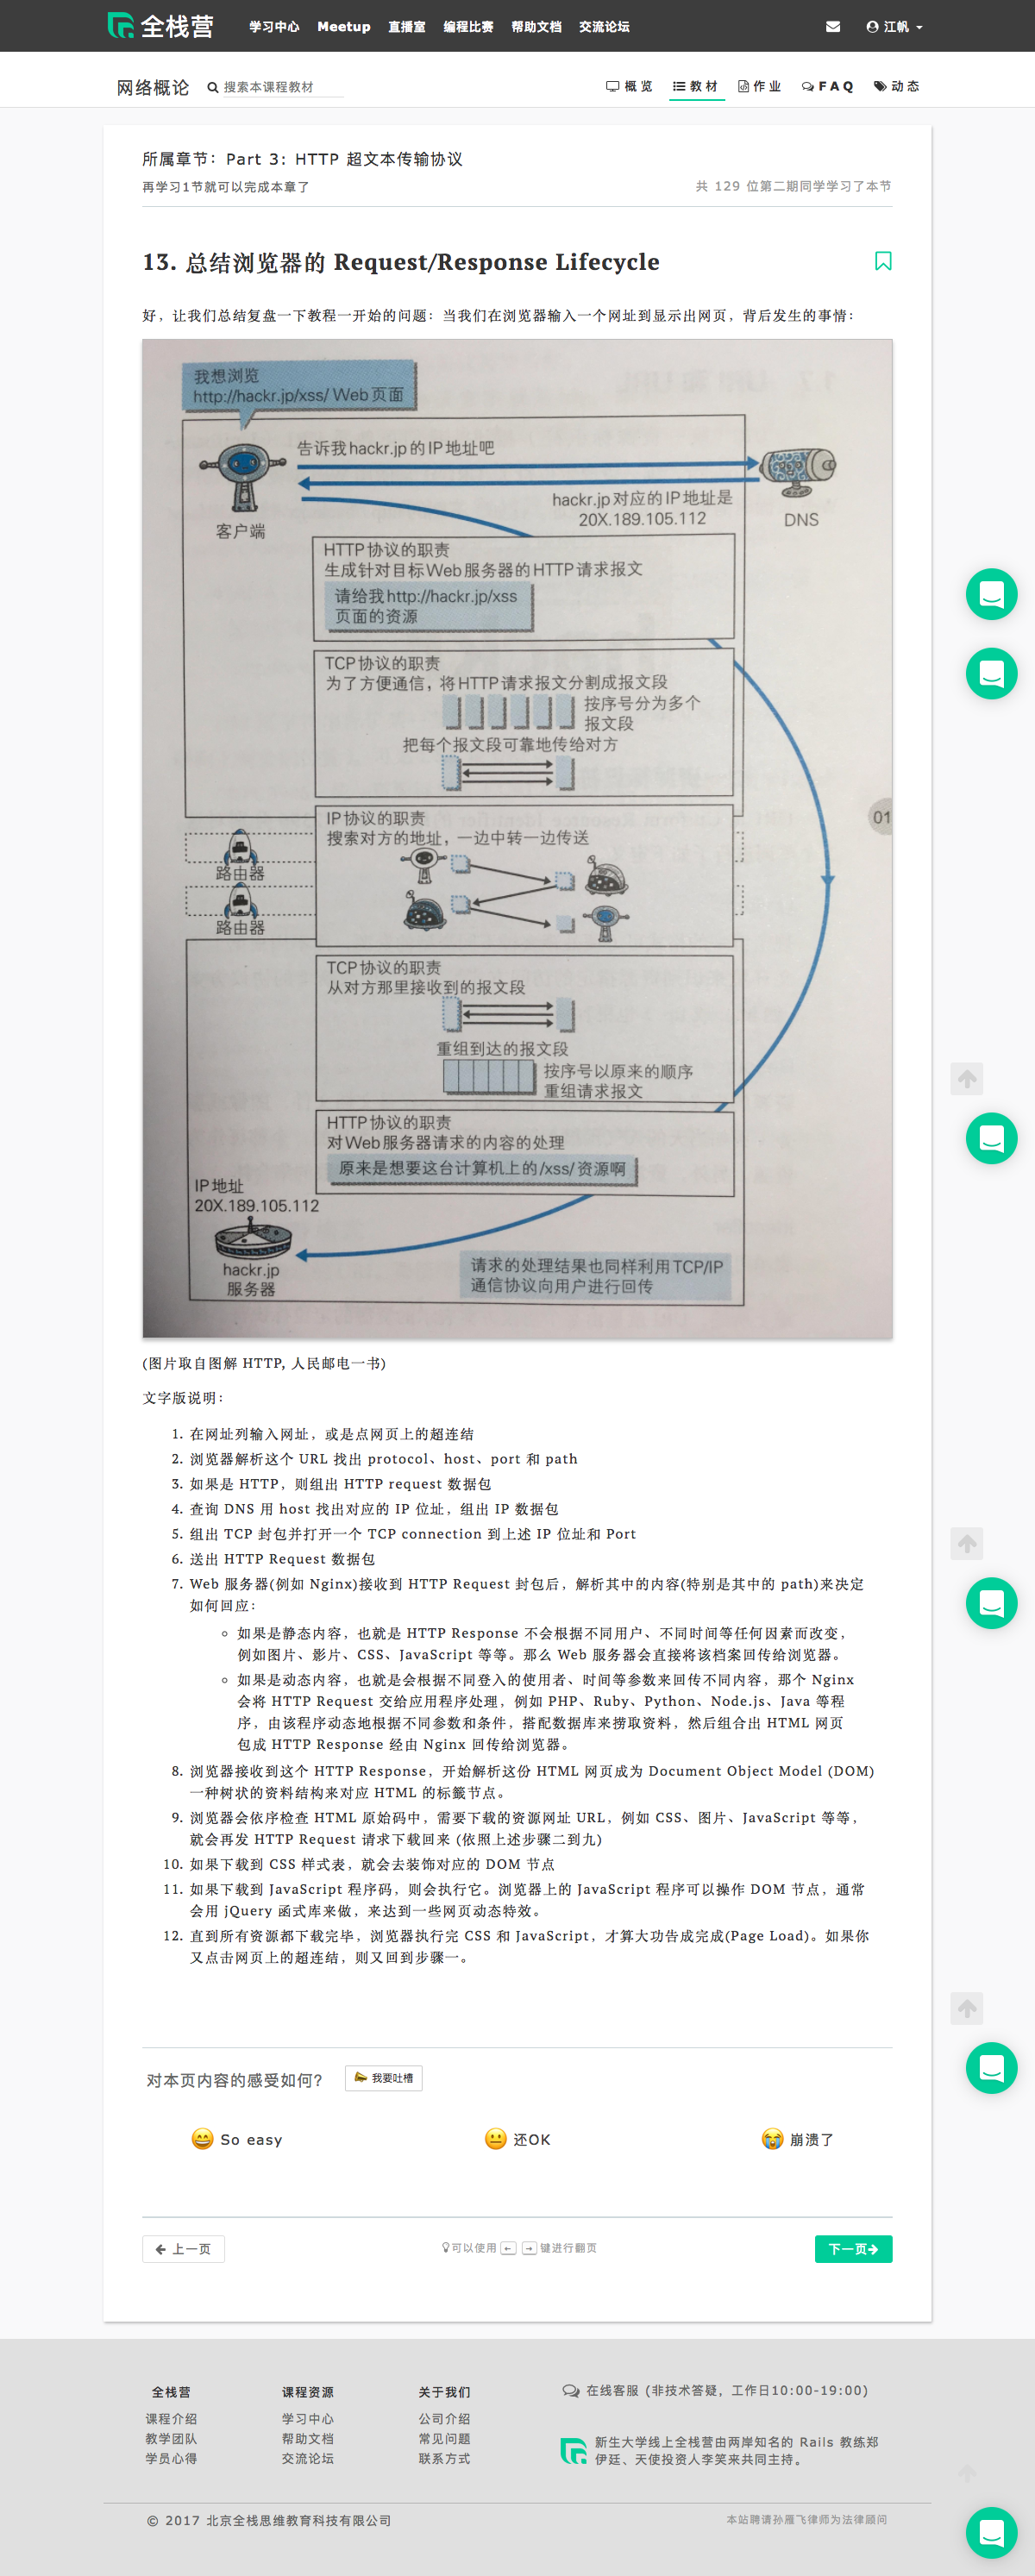 全栈营
学习中心 Meetup 直播室 编程比赛 帮助文档 交流论坛 江帆
网络概论 搜索本课程教材 概览 教材 作业 FAQ 动态
所属章节：Part 3: HTTP 超文本传输协议
再学习1节就可以完成本章了 共 129 位第二期同学学习了本节
13. 总结浏览器的 Request/Response Lifecycle
好，让我们总结复盘一下教程一开始的问题：当我们在浏览器输入一个网址到显示出网页，背后发生的事情：
我想浏览
http://hackr.jp/xss/ Web页面
告诉我hackr.jp的IP地址吧
hackr.jp对应的IP地址是
20X.189.105.112
客户端
DNS
HTTP协议的职责
生成针对目标Web服务器的HTTP请求报文
请给我http://hackr.jp/xss
页面的资源
TCP协议的职责
为了方便通信，将HTTP请求报文分割成报文段
按序号分为多个
报文段
把每个报文段可靠地传给对方
IP协议的职责
搜索对方的地址，一边中转一边传送
01
路由器
路由器
TCP协议的职责
从对方那里接收到的报文段
重组到达的报文段
按序号以原来的顺序
重组请求报文
HTTP协议的职责
对Web服务器请求的内容的处理
原来是想要这台计算机上的/xss/资源啊
IP地址
20X.189.105.112
hackr.jp
服务器
请求的处理结果也同样利用TCP/IP
通信协议向用户进行回传
(图片取自图解 HTTP, 人民邮电一书)
文字版说明：
1. 在网址列输入网址，或是点网页上的超连结
2. 浏览器解析这个 URL 找出 protocol、host、port 和 path
3. 如果是 HTTP，则组出 HTTP request 数据包
4. 查询 DNS 用 host 找出对应的 IP 位址，组出 IP 数据包
5. 组出 TCP 封包并打开一个 TCP connection 到上述 IP 位址和 Port
6. 送出 HTTP Request 数据包
7. Web 服务器(例如 Nginx)接收到 HTTP Request 封包后，解析其中的内容(特别是其中的 path)来决定
如何回应：
如果是静态内容，也就是 HTTP Response 不会根据不同用户、不同时间等任何因素而改变，
例如图片、影片、CSS、JavaScript 等等。那么 Web 服务器会直接将该档案回传给浏览器。
如果是动态内容，也就是会根据不同登入的使用者、时间等参数来回传不同内容，那个 Nginx
会将 HTTP Request 交给应用程序处理，例如 PHP、Ruby、Python、Node.js、Java 等程
序，由该程序动态地根据不同参数和条件，搭配数据库来捞取资料，然后组合出 HTML 网页
包成 HTTP Response 经由 Nginx 回传给浏览器。
8. 浏览器接收到这个 HTTP Response，开始解析这份 HTML 网页成为 Document Object Model (DOM)
一种树状的资料结构来对应 HTML 的标籤节点。
9. 浏览器会依序检查 HTML 原始码中，需要下载的资源网址 URL，例如 CSS、图片、JavaScript 等等，
就会再发 HTTP Request 请求下载回来 (依照上述步骤二到九)
10. 如果下载到 CSS 样式表，就会去装饰对应的 DOM 节点
11. 如果下载到 JavaScript 程序码，则会执行它。浏览器上的 JavaScript 程序可以操作 DOM 节点，通常
会用 jQuery 函式库来做，来达到一些网页动态特效。
12. 直到所有资源都下载完毕，浏览器执行完 CSS 和 JavaScript，才算大功告成完成(Page Load)。如果你
又点击网页上的超连结，则又回到步骤一。
对本页内容的感受如何? 我要吐槽
So easy 还OK 崩溃了
上一页 可以使用 ← → 键进行翻页 下一页
全栈营 课程资源 关于我们 在线客服 (非技术答疑，工作日10:00-19:00)
课程介绍 学习中心 公司介绍
教学团队 帮助文档 常见问题
学员心得 交流论坛 联系方式
新生大学线上全栈营由两岸知名的 Rails 教练郑
伊廷、天使投资人李笑来共同主持。
© 2017 北京全栈思维教育科技有限公司 本站聘请孙雁飞律师为法律顾问